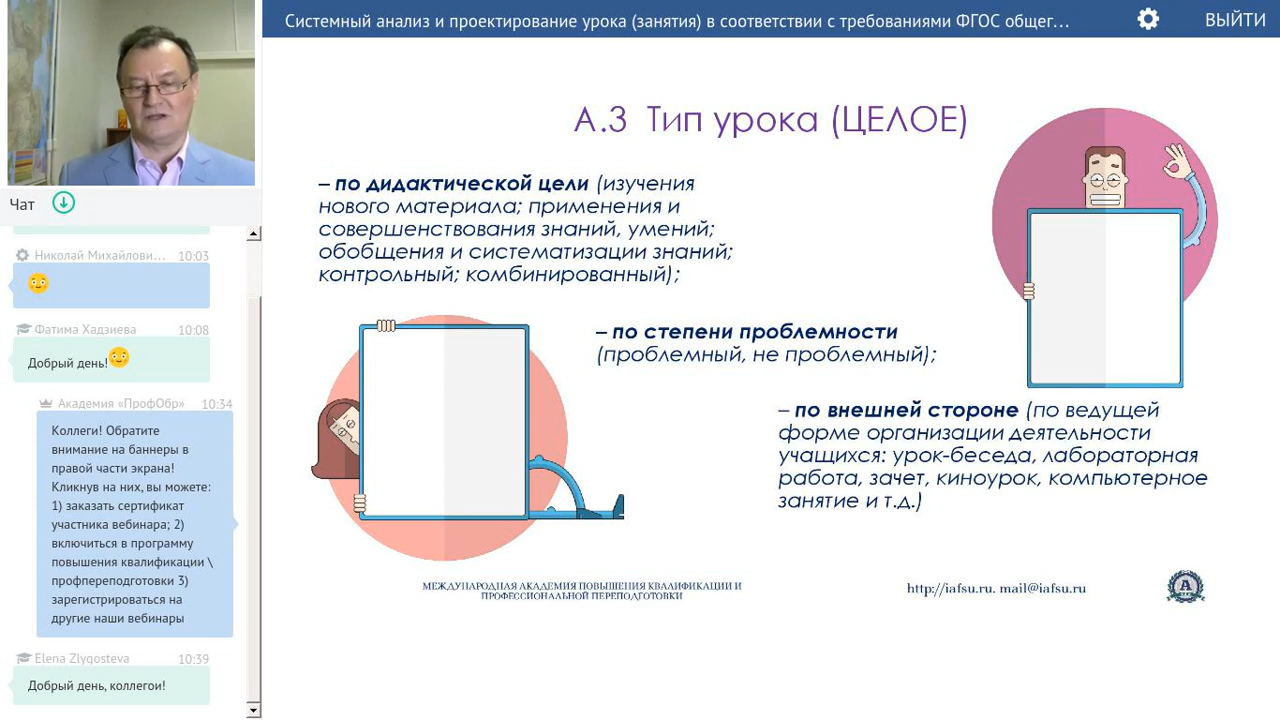 Системный анализ и проектирование урока (занятия) в соответствии с требованиями ФГОС общег...
ВЫЙТИ
Чат
Николай Михайлови...
10:03
Фатима Хадзиева
10:08
Добрый день!
Академия «ПрофОбр»
10:34
Коллеги! Обратите
внимание на баннеры в
правой части экрана!
Кликнув на них, вы можете:
1) заказать сертификат
участника вебинара; 2)
включиться в программу
повышения квалификации \
профпереподготовки 3)
зарегистрироваться на
другие наши вебинары
Elena Zlygosteva
10:39
Добрый день, коллегои!
А.3 Тип урока (ЦЕЛОЕ)
– по дидактической цели (изучения
нового материала; применения и
совершенствования знаний, умений;
обобщения и систематизации знаний;
контрольный; комбинированный);
– по степени проблемности
(проблемный, не проблемный);
– по внешней стороне (по ведущей
форме организации деятельности
учащихся: урок-беседа, лабораторная
работа, зачет, киноурок, компьютерное
занятие и т.д.)
МЕЖДУНАРОДНАЯ АКАДЕМИЯ ПОВЫШЕНИЯ КВАЛИФИКАЦИИ И
ПРОФЕССИОНАЛЬНОЙ ПЕРЕПОДГОТОВКИ
http://iafsu.ru. mail@iafsu.ru